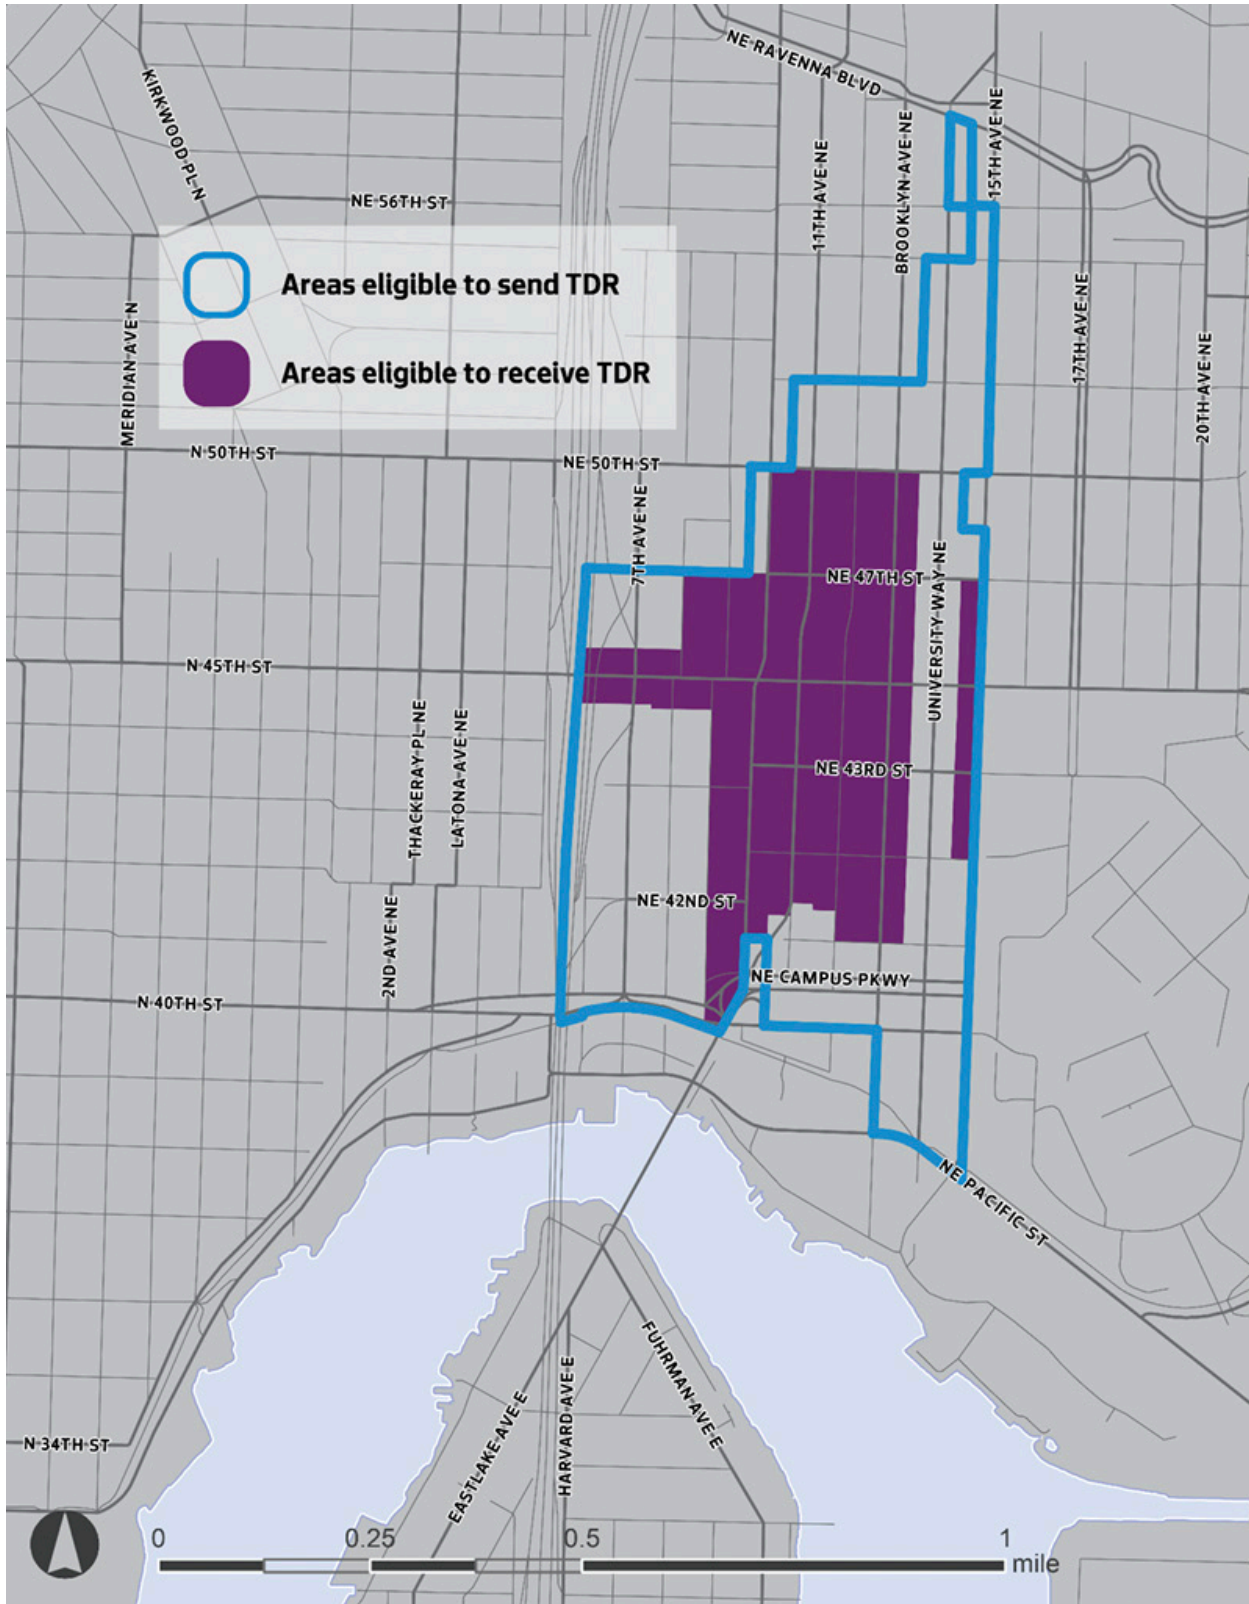 NE RAVENNA BLVD
KIRKWOOD PL N
15TH AVE NE
BROOKLYN AVE NE
11TH AVE NE
NE 56TH ST
Areas eligible to send TDR
Areas eligible to receive TDR
MERIDIAN AVE N
17TH AVE NE
20TH AVE NE
N 50TH ST
NE 50TH ST
7TH AVE NE
NE 47TH ST
UNIVERSITY WAY NE
N 45TH ST
THACKERAY PL NE
LATONA AVE NE
NE 43RD ST
NE 42ND ST
2ND AVE NE
NE CAMPUS PKWY
N 40TH ST
NE PACIFIC ST
FUHRMAN AVE E
HARVARD AVE E
EASTLAKE AVE E
N 34TH ST
0 0.25 0.5 1
mile